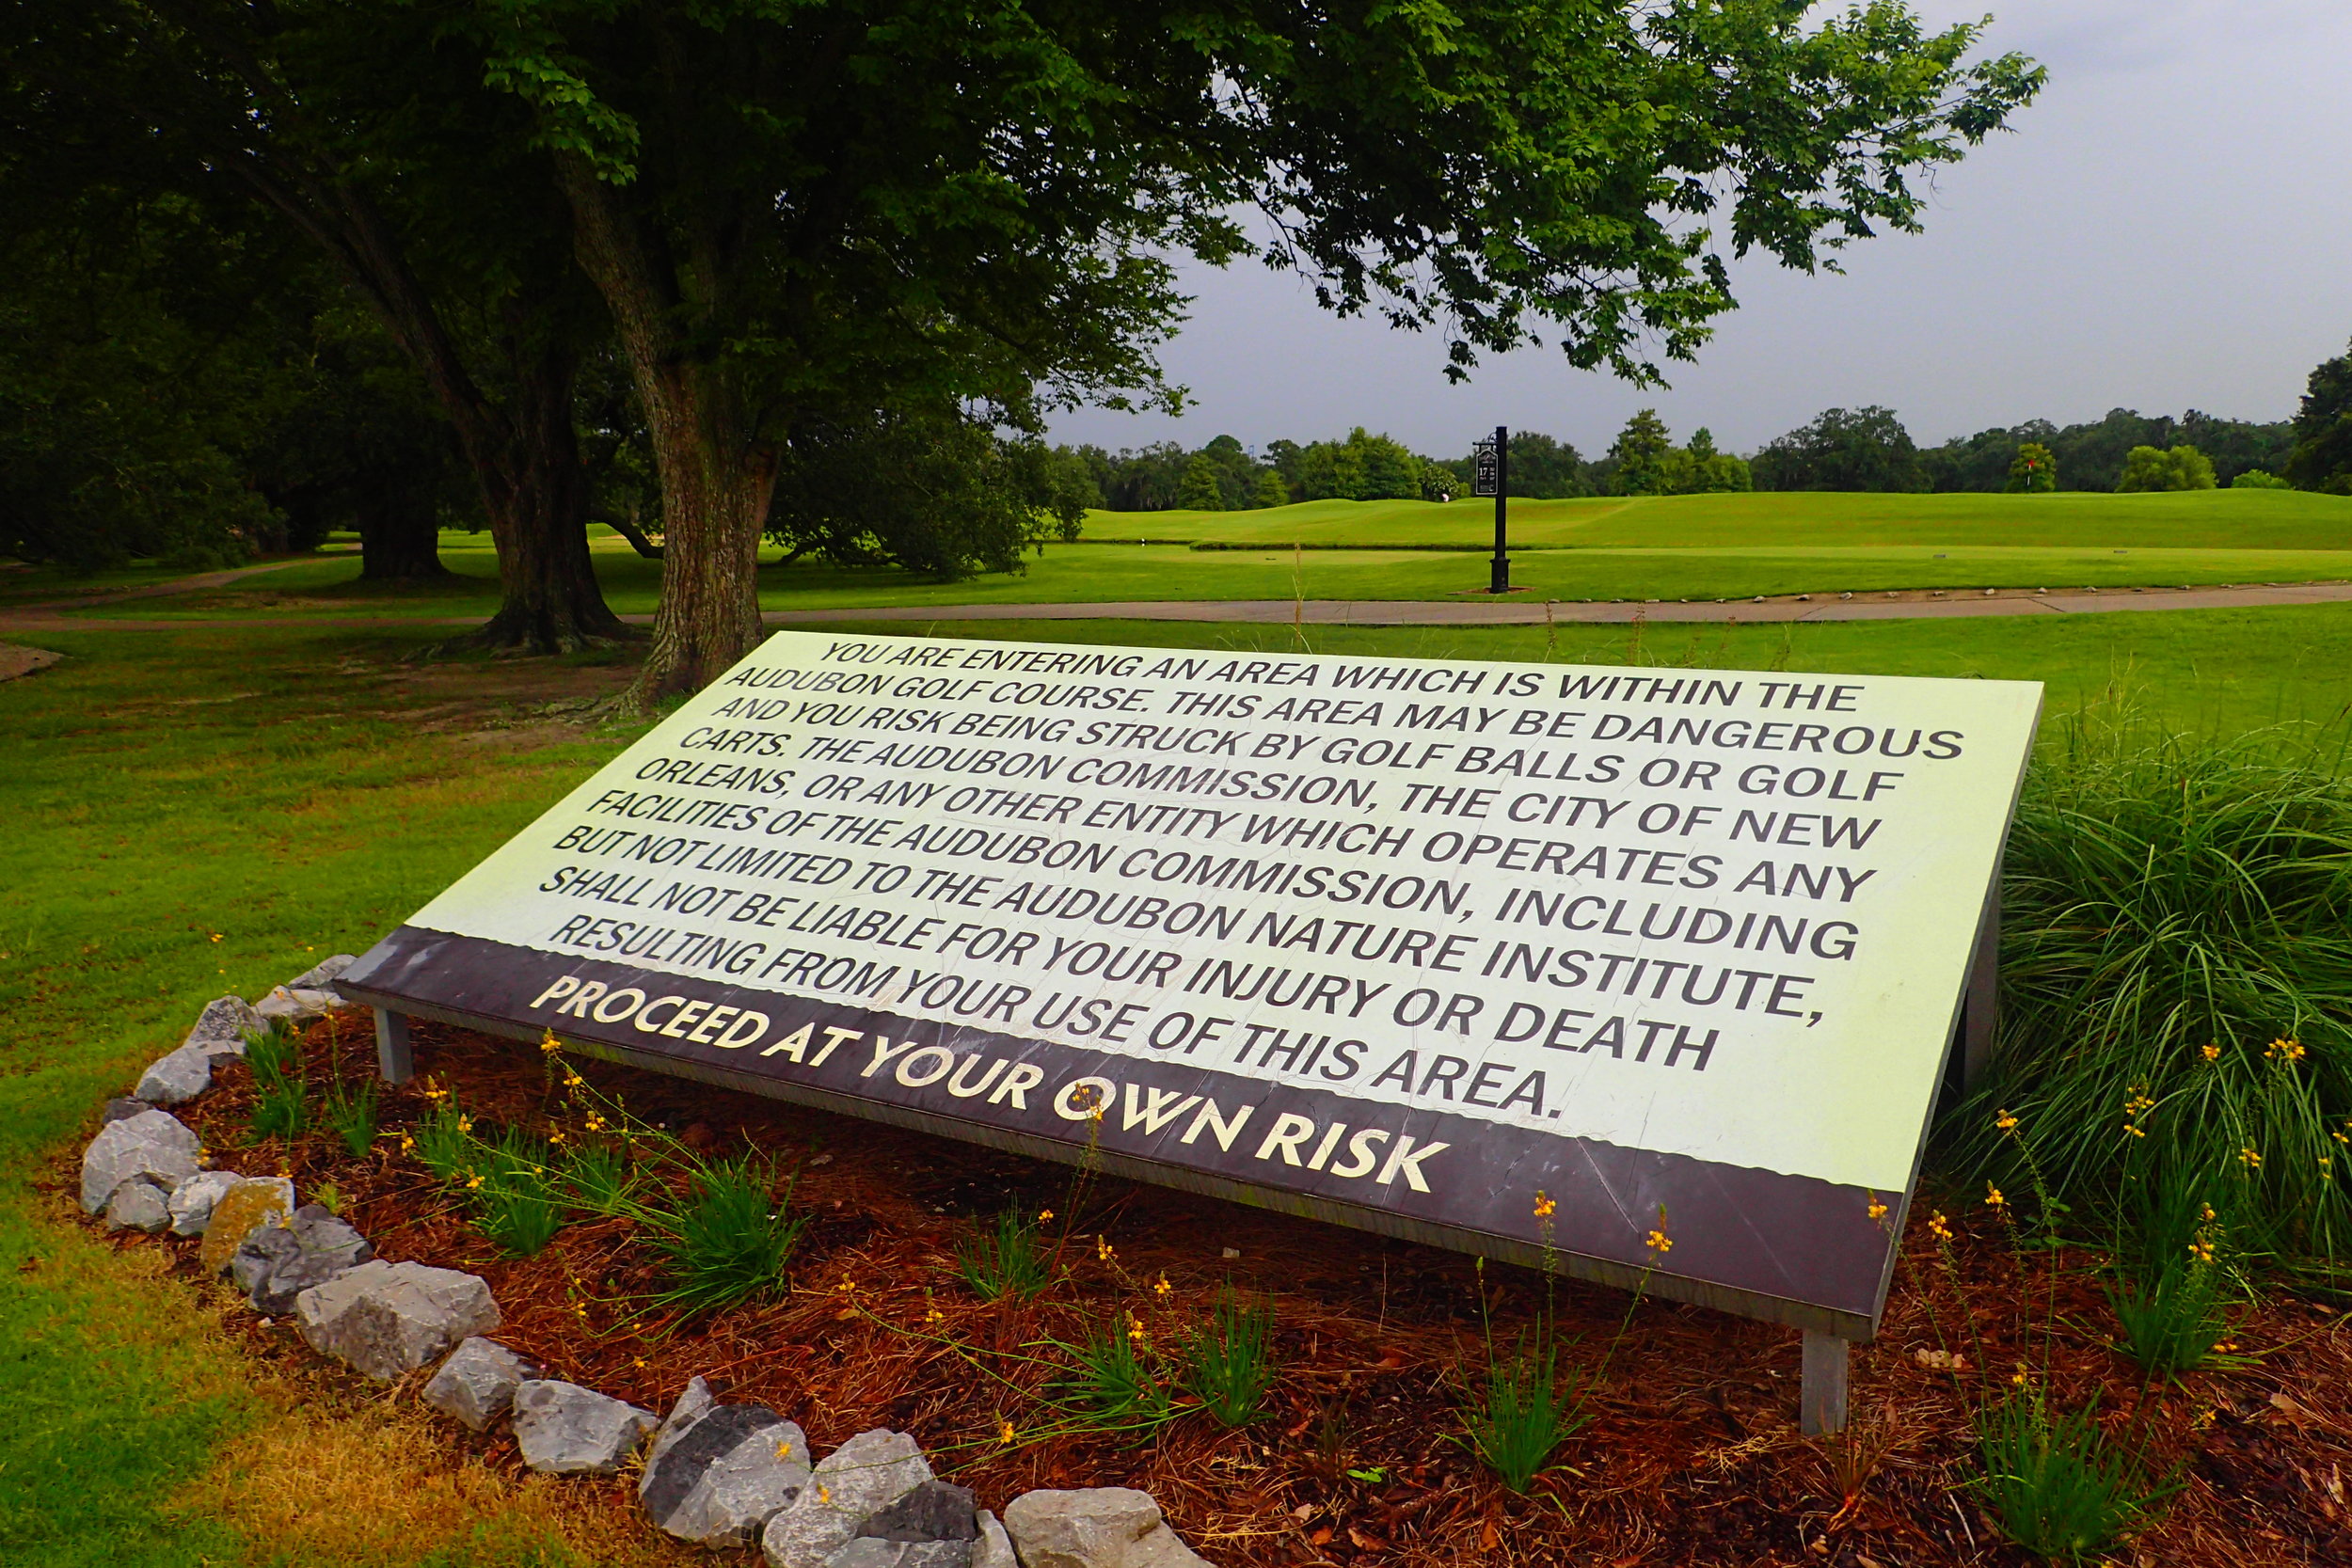 17
YOU ARE ENTERING AN AREA WHICH IS WITHIN THE
AUDUBON GOLF COURSE. THIS AREA MAY BE DANGEROUS
AND YOU RISK BEING STRUCK BY GOLF BALLS OR GOLF
CARTS. THE AUDUBON COMMISSION, THE CITY OF NEW
ORLEANS, OR ANY OTHER ENTITY WHICH OPERATES ANY
FACILITIES OF THE AUDUBON COMMISSION, INCLUDING
BUT NOT LIMITED TO THE AUDUBON NATURE INSTITUTE,
SHALL NOT BE LIABLE FOR YOUR INJURY OR DEATH
RESULTING FROM YOUR USE OF THIS AREA.
PROCEED AT YOUR OWN RISK